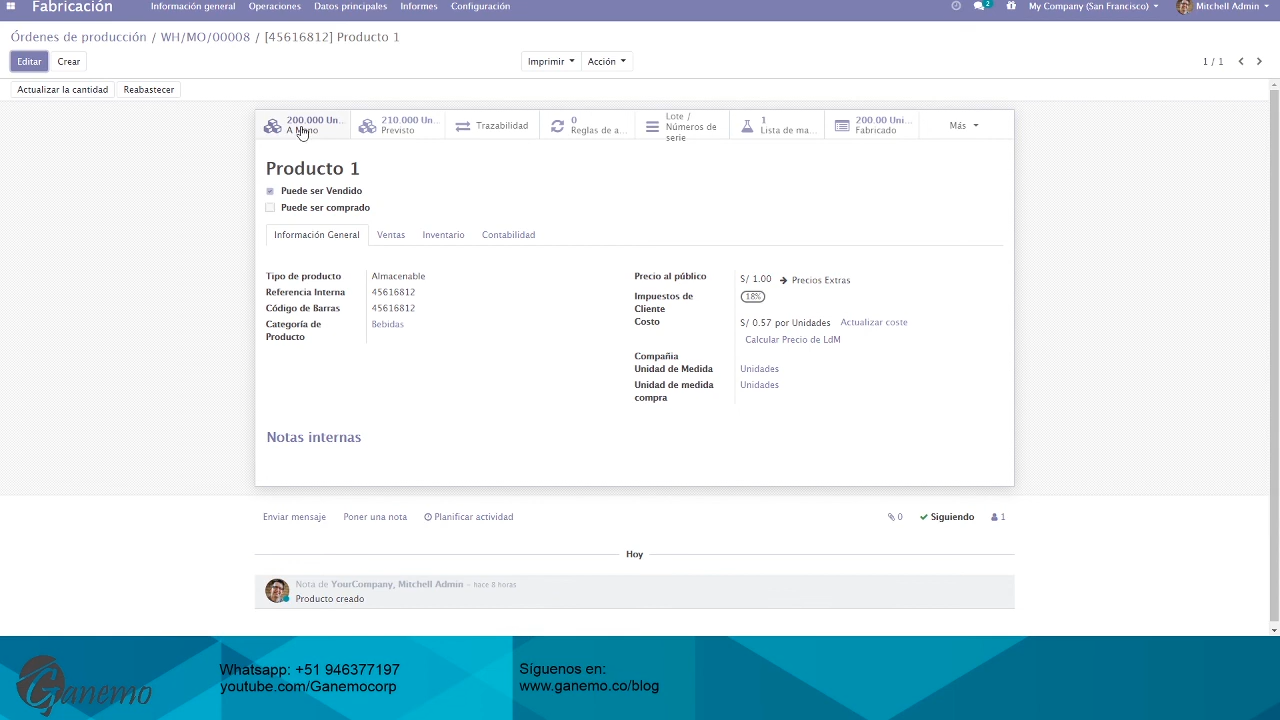 Fabricación
Información general
Operaciones
Datos principales
Informes
Configuración
2
My Company (San Francisco)
Mitchell Admin
Órdenes de producción / WH/MO/00008 / [45616812] Producto 1
Editar
Crear
Imprimir
Acción
1 / 1
Actualizar la cantidad
Reabastecer
200.000 Un...
A Mano
210.000 Un...
Previsto
Trazabilidad
0
Reglas de a...
Lote /
Números de
serie
1
Lista de ma...
200.00 Uni...
Fabricado
Más
Producto 1
Puede ser Vendido
Puede ser comprado
Información General
Ventas
Inventario
Contabilidad
Tipo de producto Almacenable
Referencia Interna 45616812
Código de Barras 45616812
Categoría de Bebidas
Producto
Precio al público S/ 1.00 Precios Extras
Impuestos de 18%
Cliente
Costo S/ 0.57 por Unidades Actualizar coste
Calcular Precio de LdM
Compañia
Unidad de Medida Unidades
Unidad de medida Unidades
compra
Notas internas
Enviar mensaje
Poner una nota
Planificar actividad
0
Siguiendo
1
Hoy
Nota de YourCompany, Mitchell Admin - hace 8 horas
Producto creado
Ganemo
Whatsapp: +51 946377197
youtube.com/Ganemocorp
Síguenos en:
www.ganemo.co/blog